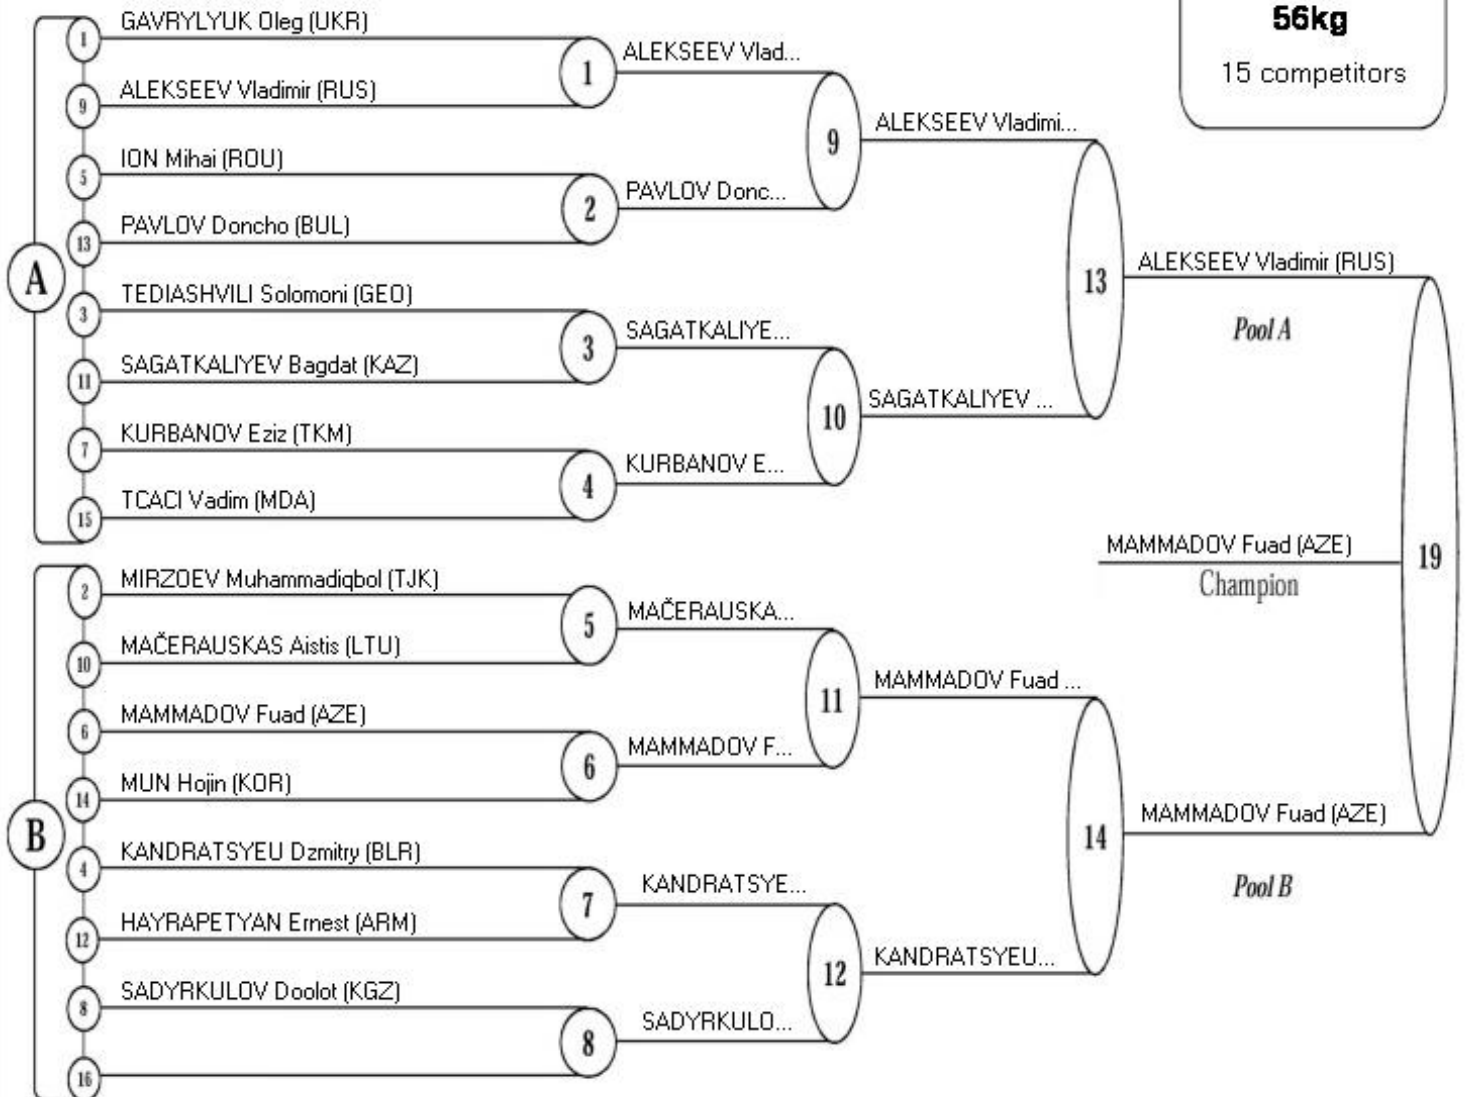 56kg
15 competitors
A
1
GAVRYLYUK Oleg (UKR)
9
ALEKSEEV Vladimir (RUS)
5
ION Mihai (ROU)
13
PAVLOV Doncho (BUL)
3
TEDIASHVILI Solomoni (GEO)
11
SAGATKALIYEV Bagdat (KAZ)
7
KURBANOV Eziz (TKM)
15
TCACI Vadim (MDA)
B
2
MIRZOEV Muhammadiqbol (TJK)
10
MAČERAUSKAS Aistis (LTU)
6
MAMMADOV Fuad (AZE)
14
MUN Hojin (KOR)
4
KANDRATSYEU Dzmitry (BLR)
12
HAYRAPETYAN Ernest (ARM)
8
SADYRKULOV Doolot (KGZ)
16
1
ALEKSEEV Vlad...
2
PAVLOV Donc...
3
SAGATKALIYE...
4
KURBANOV E...
5
MAČERAUSKA...
6
MAMMADOV F...
7
KANDRATSYE...
8
SADYRKULO...
9
ALEKSEEV Vladimi...
10
SAGATKALIYEV ...
11
MAMMADOV Fuad ...
12
KANDRATSYEU...
13
ALEKSEEV Vladimir (RUS)
Pool A
14
MAMMADOV Fuad (AZE)
Pool B
19
MAMMADOV Fuad (AZE)
Champion